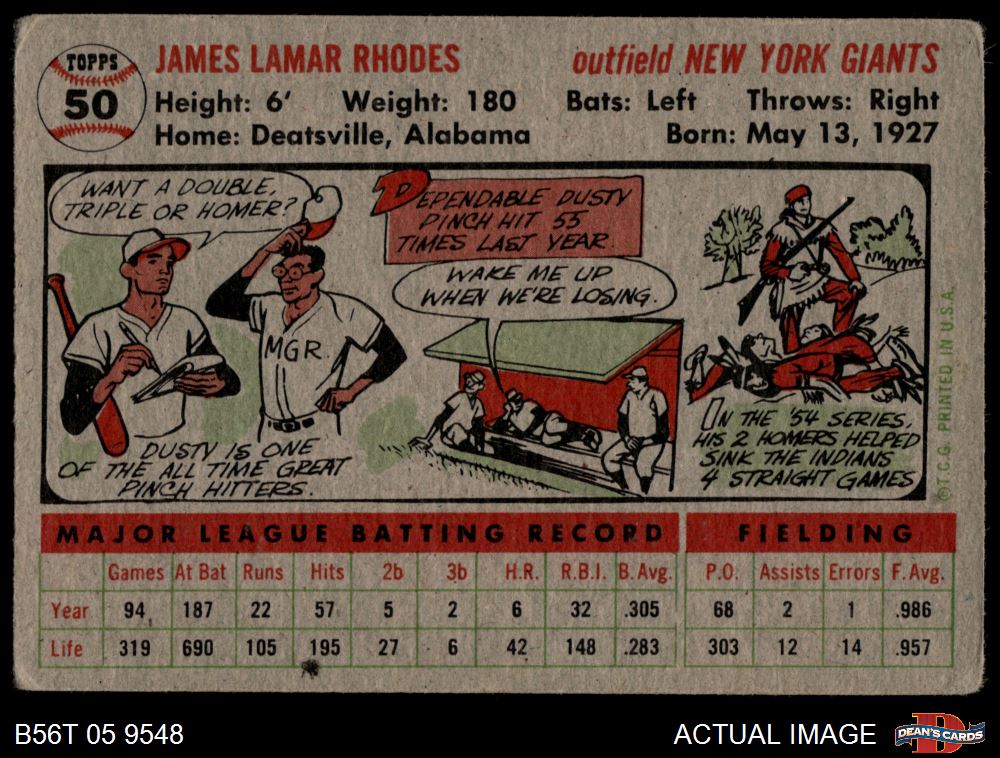 TOPPS
50
JAMES LAMAR RHODES
outfield NEW YORK GIANTS
Height: 6' Weight: 180 Bats: Left Throws: Right
Home: Deatsville, Alabama Born: May 13, 1927
WANT A DOUBLE,
TRIPLE OR HOMER?
MGR.
DUSTY IS ONE
OF THE ALL TIME GREAT
PINCH HITTERS.
DEPENDABLE DUSTY
PINCH HIT 55
TIMES LAST YEAR.
WAKE ME UP
WHEN WE'RE LOSING.
IN THE '54 SERIES,
HIS 2 HOMERS HELPED
SINK THE INDIANS
4 STRAIGHT GAMES
©T.C.G. PRINTED IN U.S.A.
MAJOR LEAGUE BATTING RECORD FIELDING
Games At Bat Runs Hits 2b 3b H.R. R.B.I. B. Avg. P.O. Assists Errors F. Avg.
Year 94 187 22 57 5 2 6 32 .305 68 2 1 .986
Life 319 690 105 195 27 6 42 148 .283 303 12 14 .957
B56T 05 9548
ACTUAL IMAGE
D
DEAN'S CARDS